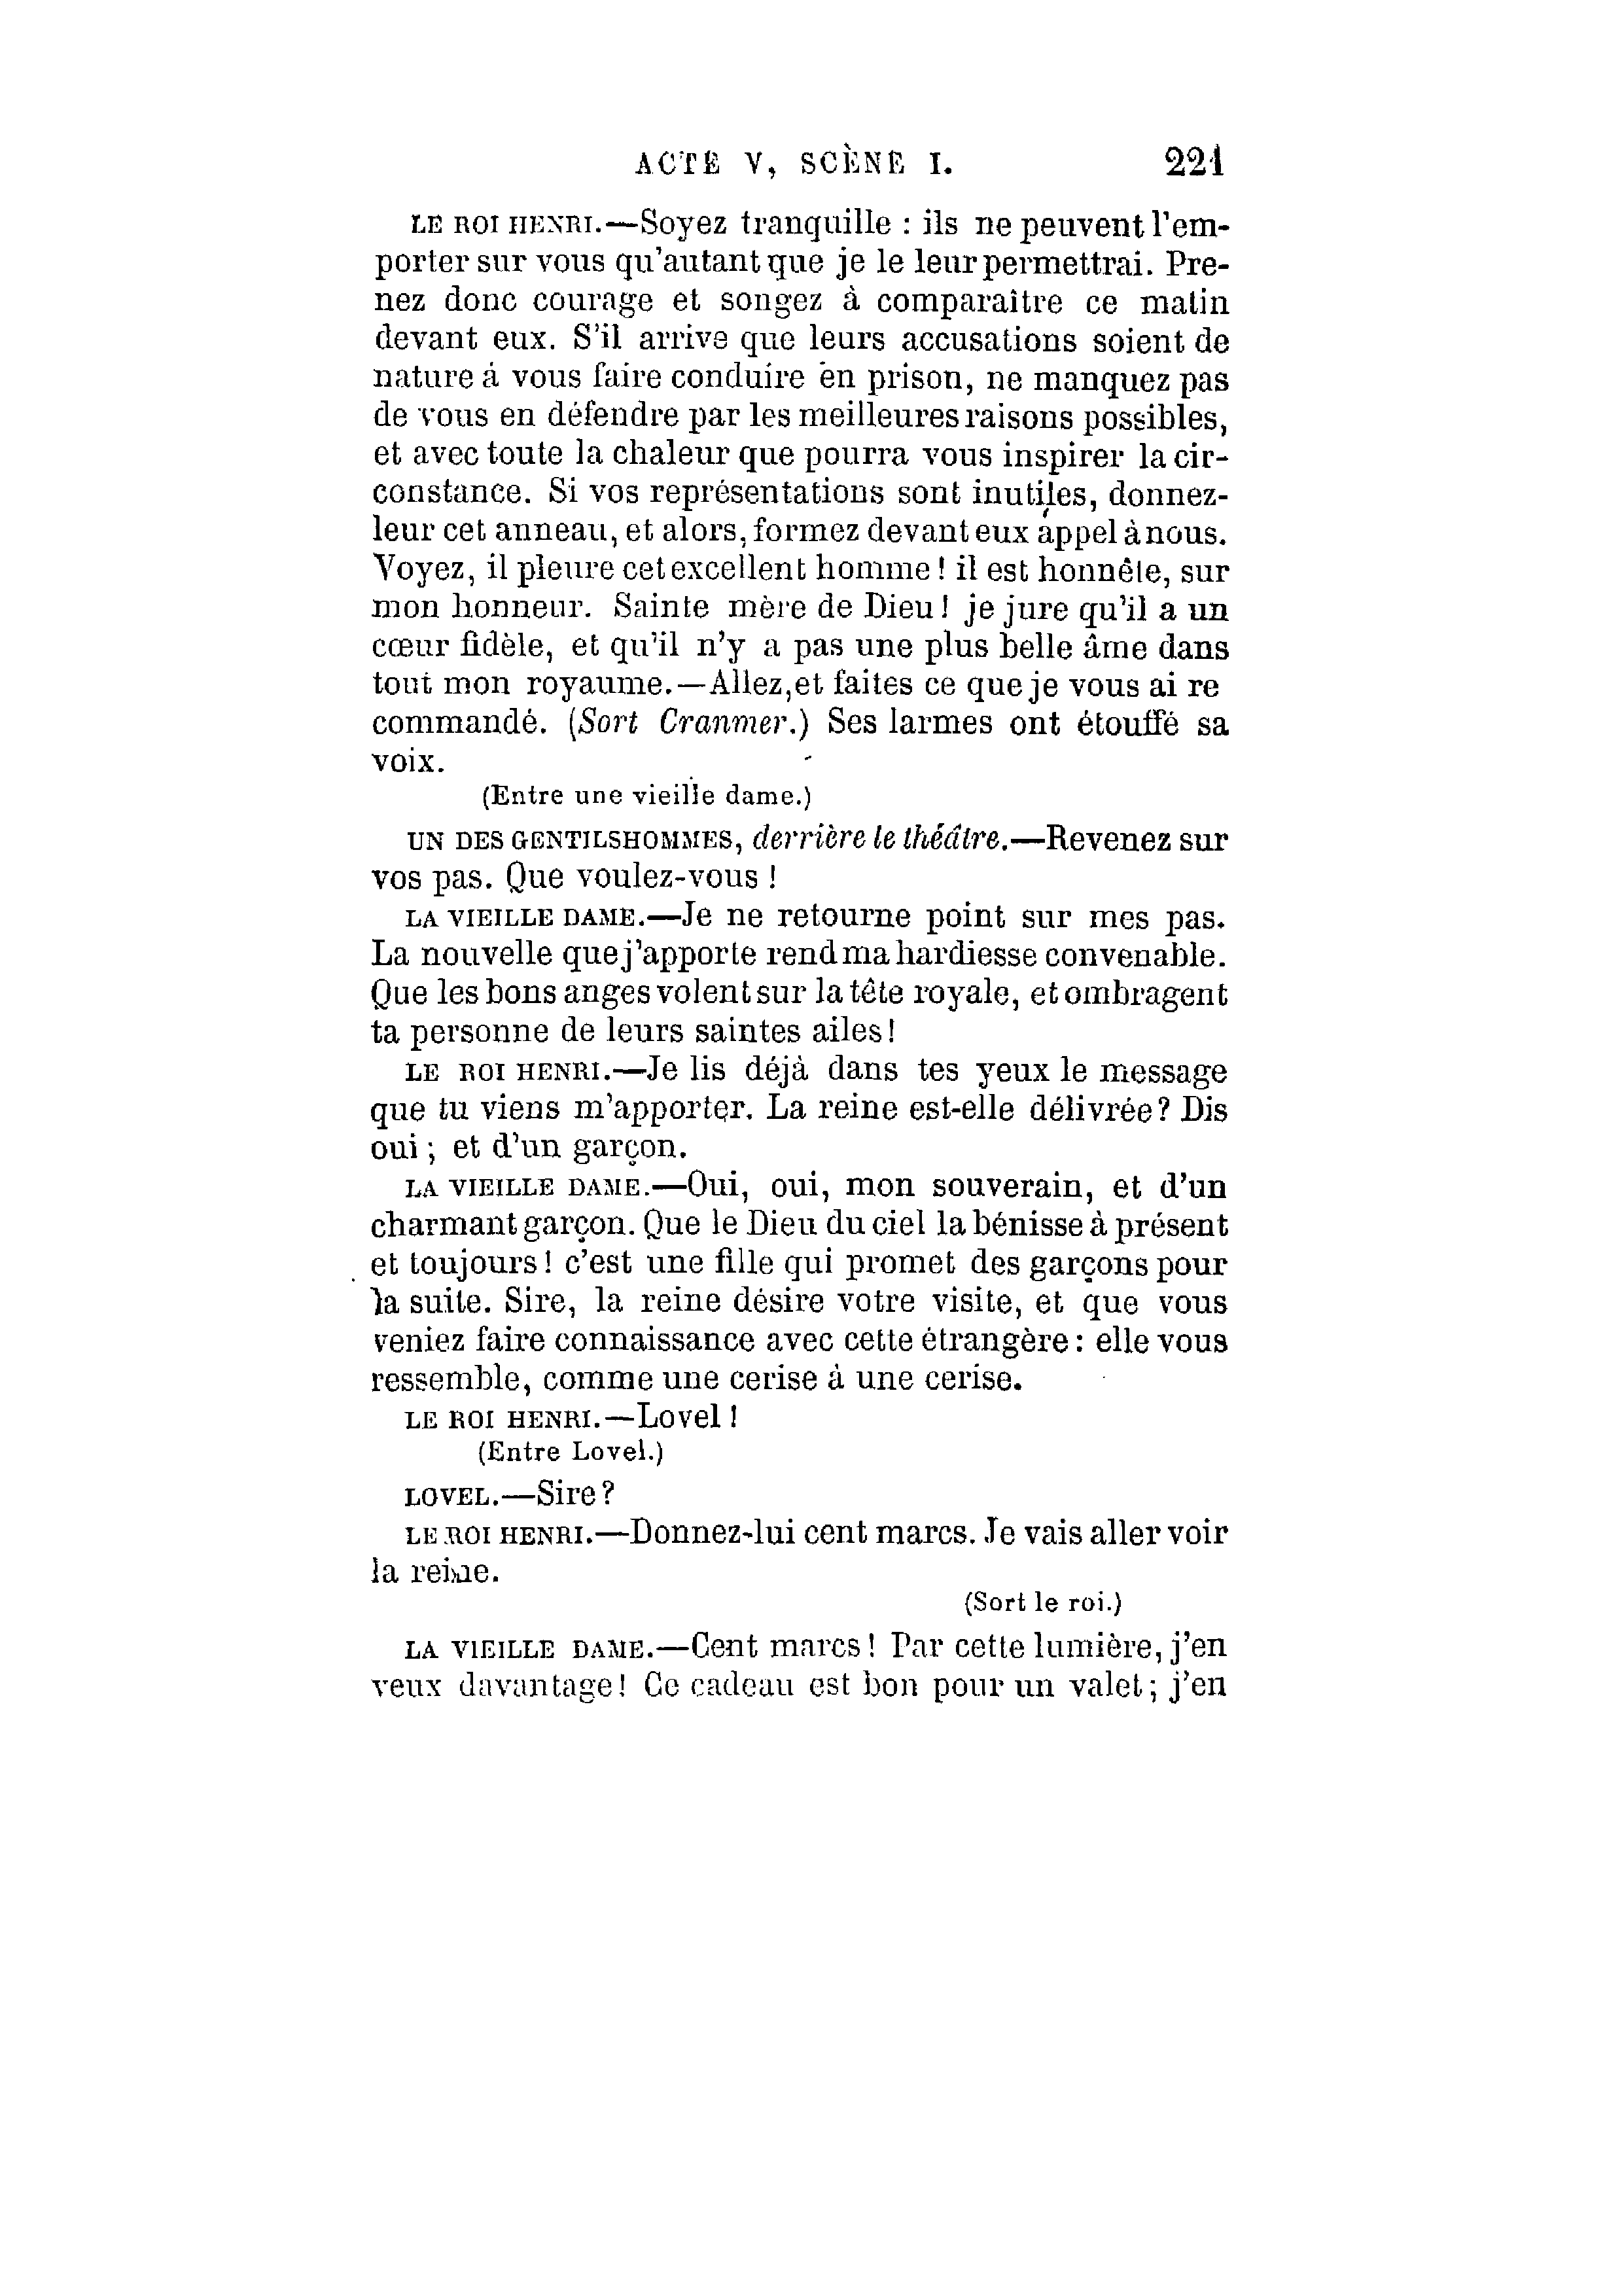 ACTE V, SCÈNE I. 221
LE ROI HENRI.—Soyez tranquille : ils ne peuvent l'em-
porter sur vous qu'autant que je le leur permettrai. Pre-
nez donc courage et songez à comparaître ce matin
devant eux. S'il arrive que leurs accusations soient de
nature à vous faire conduire en prison, ne manquez pas
de vous en défendre par les meilleures raisons possibles,
et avec toute la chaleur que pourra vous inspirer la cir-
constance. Si vos représentations sont inutiles, donnez-
leur cet anneau, et alors, formez devant eux appel à nous.
Voyez, il pleure cet excellent homme ! il est honnête, sur
mon honneur. Sainte mère de Dieu ! je jure qu'il a un
cœur fidèle, et qu'il n'y a pas une plus belle âme dans
tout mon royaume.—Allez, et faites ce que je vous ai re
commandé. (Sort Cranmer.) Ses larmes ont étouffé sa
voix.
(Entre une vieille dame.)
UN DES GENTILSHOMMES, derrière le théâtre.—Revenez sur
vos pas. Que voulez-vous !
LA VIEILLE DAME.—Je ne retourne point sur mes pas.
La nouvelle que j'apporte rend ma hardiesse convenable.
Que les bons anges volent sur la tête royale, et ombragent
ta personne de leurs saintes ailes !
LE ROI HENRI.—Je lis déjà dans tes yeux le message
que tu viens m'apporter. La reine est-elle délivrée ? Dis
oui ; et d'un garçon.
LA VIEILLE DAME.—Oui, oui, mon souverain, et d'un
charmant garçon. Que le Dieu du ciel la bénisse à présent
et toujours ! c'est une fille qui promet des garçons pour
la suite. Sire, la reine désire votre visite, et que vous
veniez faire connaissance avec cette étrangère : elle vous
ressemble, comme une cerise à une cerise.
LE ROI HENRI.—Lovel !
(Entre Lovel.)
LOVEL.—Sire ?
LE ROI HENRI.—Donnez-lui cent marcs. Je vais aller voir
la reine.
(Sort le roi.)
LA VIEILLE DAME.—Cent marcs ! Par cette lumière, j'en
veux davantage ! Ce cadeau est bon pour un valet ; j'en